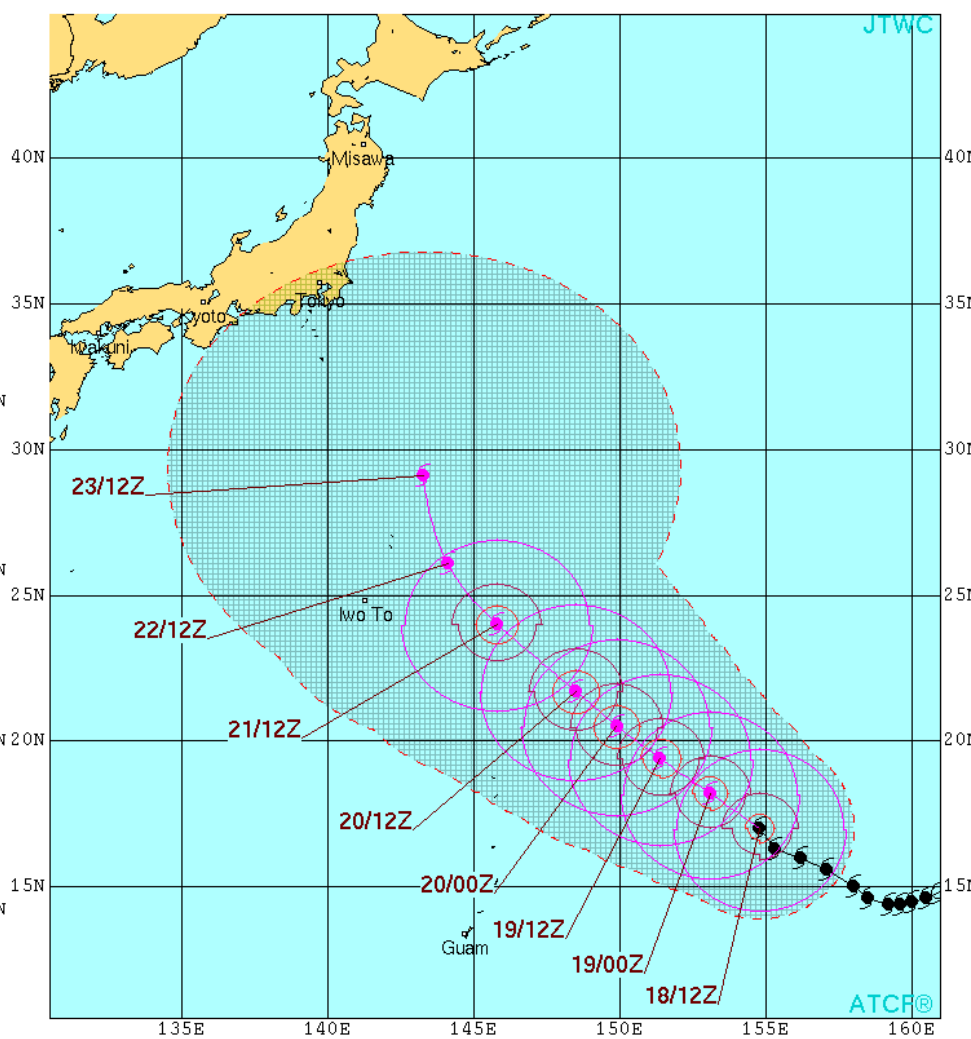 JTWC
40N
40N
Misawa
35N
35N
Tokyo
Kyoto
Iwakuni
N
30N
30N
23/12Z
N
25N
25N
Iwo To
22/12Z
21/12Z
N
20N
20N
20/12Z
20/00Z
15N
15N
N
19/12Z
Guam
19/00Z
18/12Z
ATCF®
135E
140E
145E
150E
155E
160E